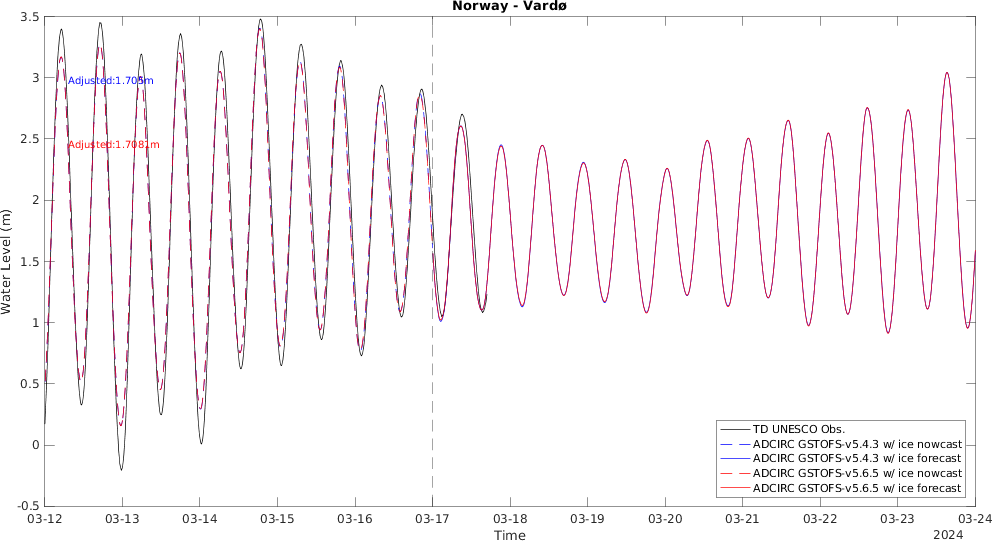 Norway - Vardø
3.5
3
2.5
2
1.5
1
0.5
0
-0.5
Water Level (m)
Adjusted:1.705m
Adjusted:1.7081m
TD UNESCO Obs.
ADCIRC GSTOFS-v5.4.3 w/ ice nowcast
ADCIRC GSTOFS-v5.4.3 w/ ice forecast
ADCIRC GSTOFS-v5.6.5 w/ ice nowcast
ADCIRC GSTOFS-v5.6.5 w/ ice forecast
03-12 03-13 03-14 03-15 03-16 03-17 03-18 03-19 03-20 03-21 03-22 03-23 03-24
Time
2024